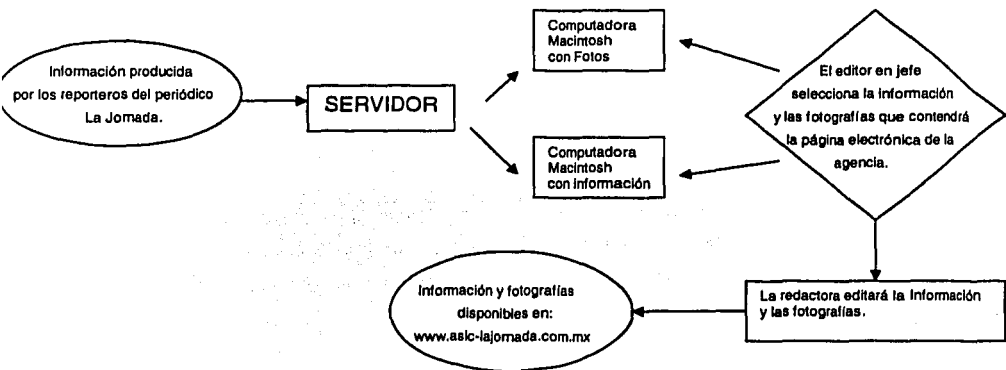 Información producida
por los reporteros del periódico
La Jornada.
SERVIDOR
Computadora
Macintosh
con Fotos
Computadora
Macintosh
con información
El editor en jefe
selecciona la información
y las fotografías que contendrá
la página electrónica de la
agencia.
La redactora editará la Información
y las fotografías.
Información y fotografías
disponibles en:
www.asic-lajornada.com.mx